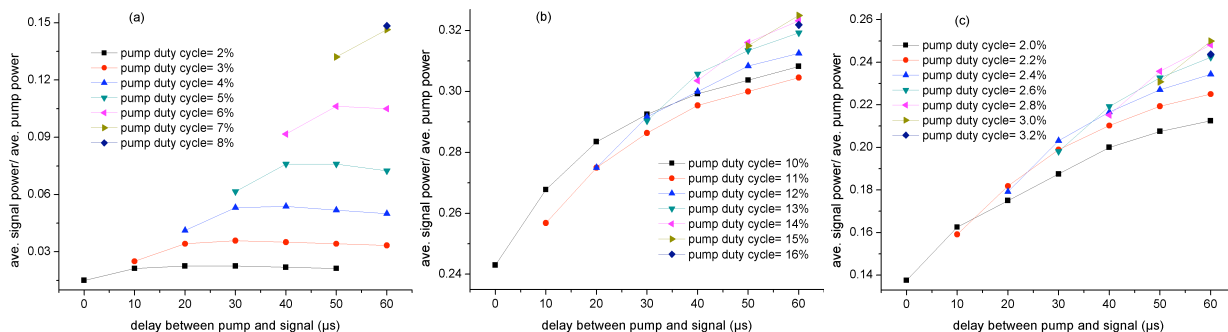 (a)
0.15
0.12
0.09
0.06
0.03
ave. signal power/ ave. pump power
pump duty cycle= 2%
pump duty cycle= 3%
pump duty cycle= 4%
pump duty cycle= 5%
pump duty cycle= 6%
pump duty cycle= 7%
pump duty cycle= 8%
0 10 20 30 40 50 60
delay between pump and signal (µs)
(b)
0.32
0.30
0.28
0.26
0.24
ave. signal power/ ave. pump power
pump duty cycle= 10%
pump duty cycle= 11%
pump duty cycle= 12%
pump duty cycle= 13%
pump duty cycle= 14%
pump duty cycle= 15%
pump duty cycle= 16%
0 10 20 30 40 50 60
delay between pump and signal (µs)
(c)
0.26
0.24
0.22
0.20
0.18
0.16
0.14
ave. signal power/ ave. pump power
pump duty cycle= 2.0%
pump duty cycle= 2.2%
pump duty cycle= 2.4%
pump duty cycle= 2.6%
pump duty cycle= 2.8%
pump duty cycle= 3.0%
pump duty cycle= 3.2%
0 10 20 30 40 50 60
delay between pump and signal (µs)